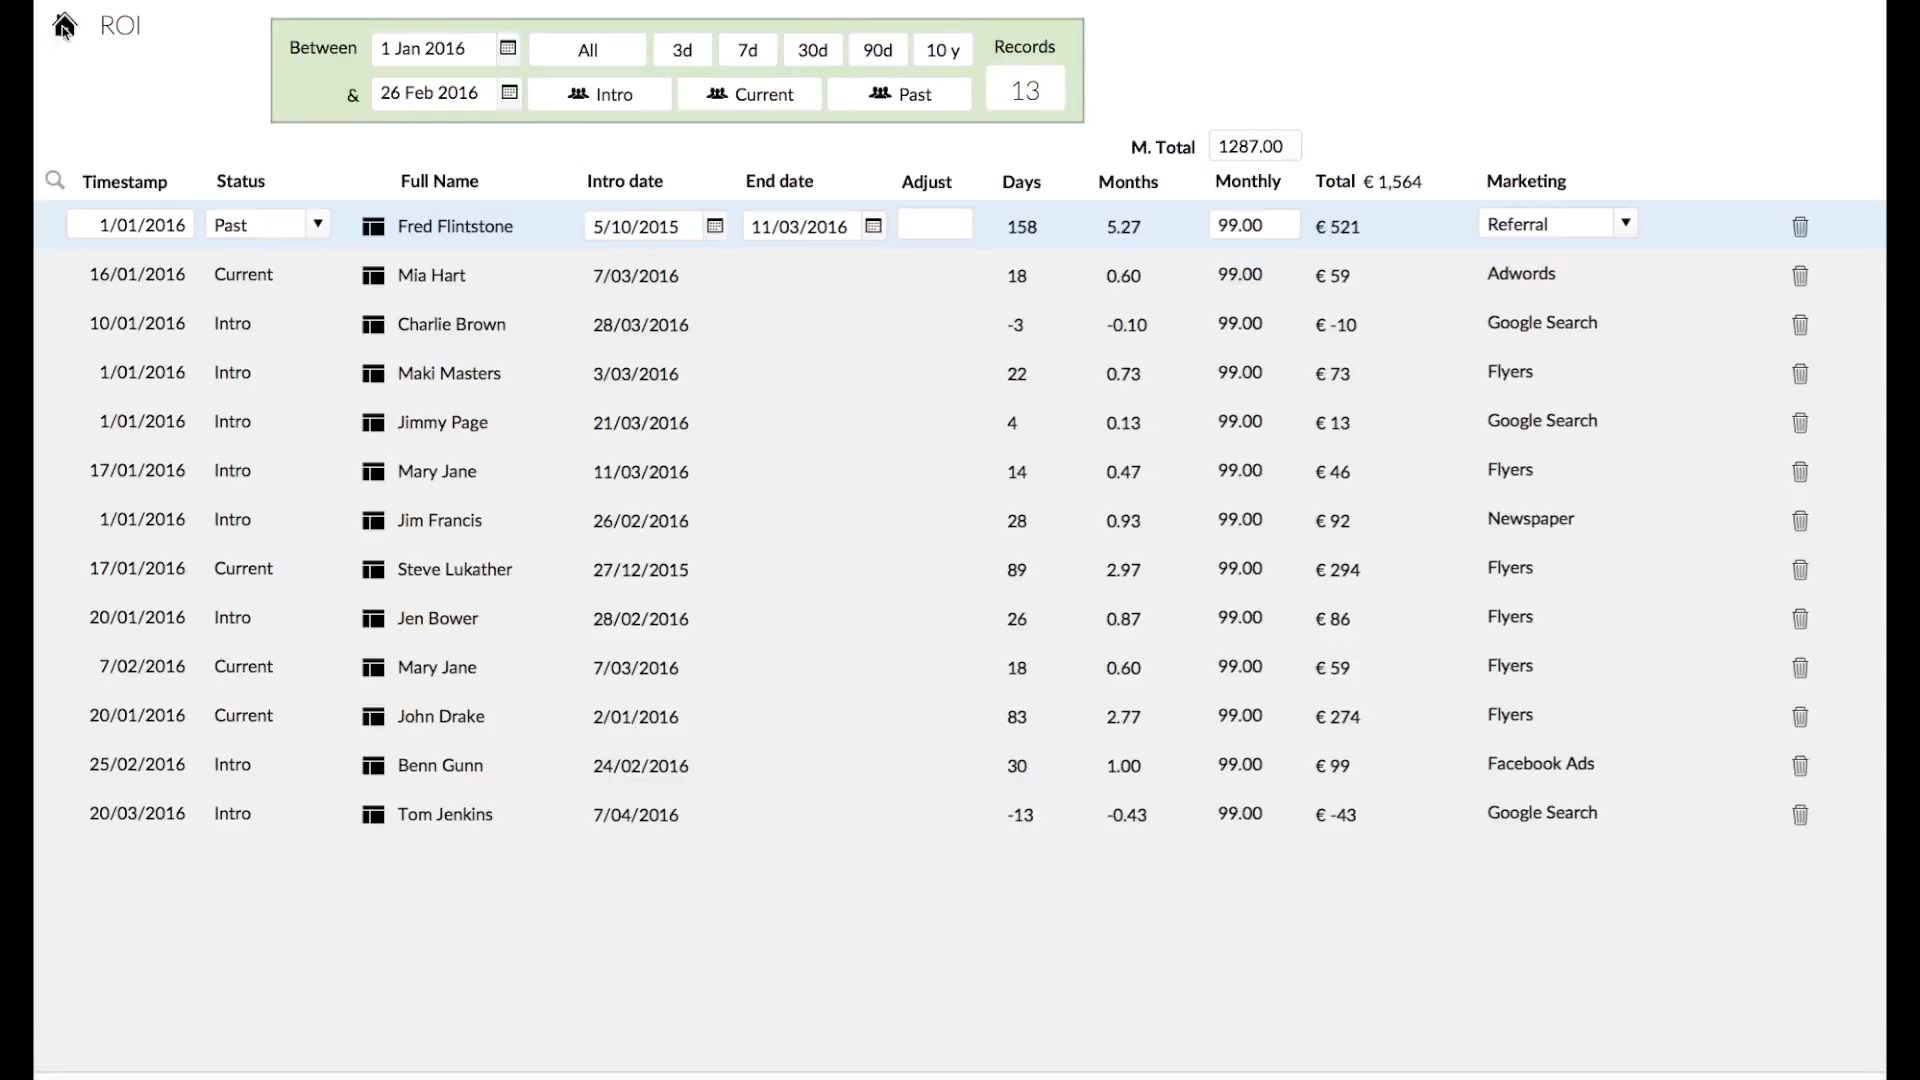 ROI
Between 1 Jan 2016 All 3d 7d 30d 90d 10 y Records
& 26 Feb 2016 Intro Current Past 13
M. Total 1287.00
Timestamp Status Full Name Intro date End date Adjust Days Months Monthly Total € 1,564 Marketing
1/01/2016 Past Fred Flintstone 5/10/2015 11/03/2016 158 5.27 99.00 € 521 Referral
16/01/2016 Current Mia Hart 7/03/2016 18 0.60 99.00 € 59 Adwords
10/01/2016 Intro Charlie Brown 28/03/2016 -3 -0.10 99.00 € -10 Google Search
1/01/2016 Intro Maki Masters 3/03/2016 22 0.73 99.00 € 73 Flyers
1/01/2016 Intro Jimmy Page 21/03/2016 4 0.13 99.00 € 13 Google Search
17/01/2016 Intro Mary Jane 11/03/2016 14 0.47 99.00 € 46 Flyers
1/01/2016 Intro Jim Francis 26/02/2016 28 0.93 99.00 € 92 Newspaper
17/01/2016 Current Steve Lukather 27/12/2015 89 2.97 99.00 € 294 Flyers
20/01/2016 Intro Jen Bower 28/02/2016 26 0.87 99.00 € 86 Flyers
7/02/2016 Current Mary Jane 7/03/2016 18 0.60 99.00 € 59 Flyers
20/01/2016 Current John Drake 2/01/2016 83 2.77 99.00 € 274 Flyers
25/02/2016 Intro Benn Gunn 24/02/2016 30 1.00 99.00 € 99 Facebook Ads
20/03/2016 Intro Tom Jenkins 7/04/2016 -13 -0.43 99.00 € -43 Google Search